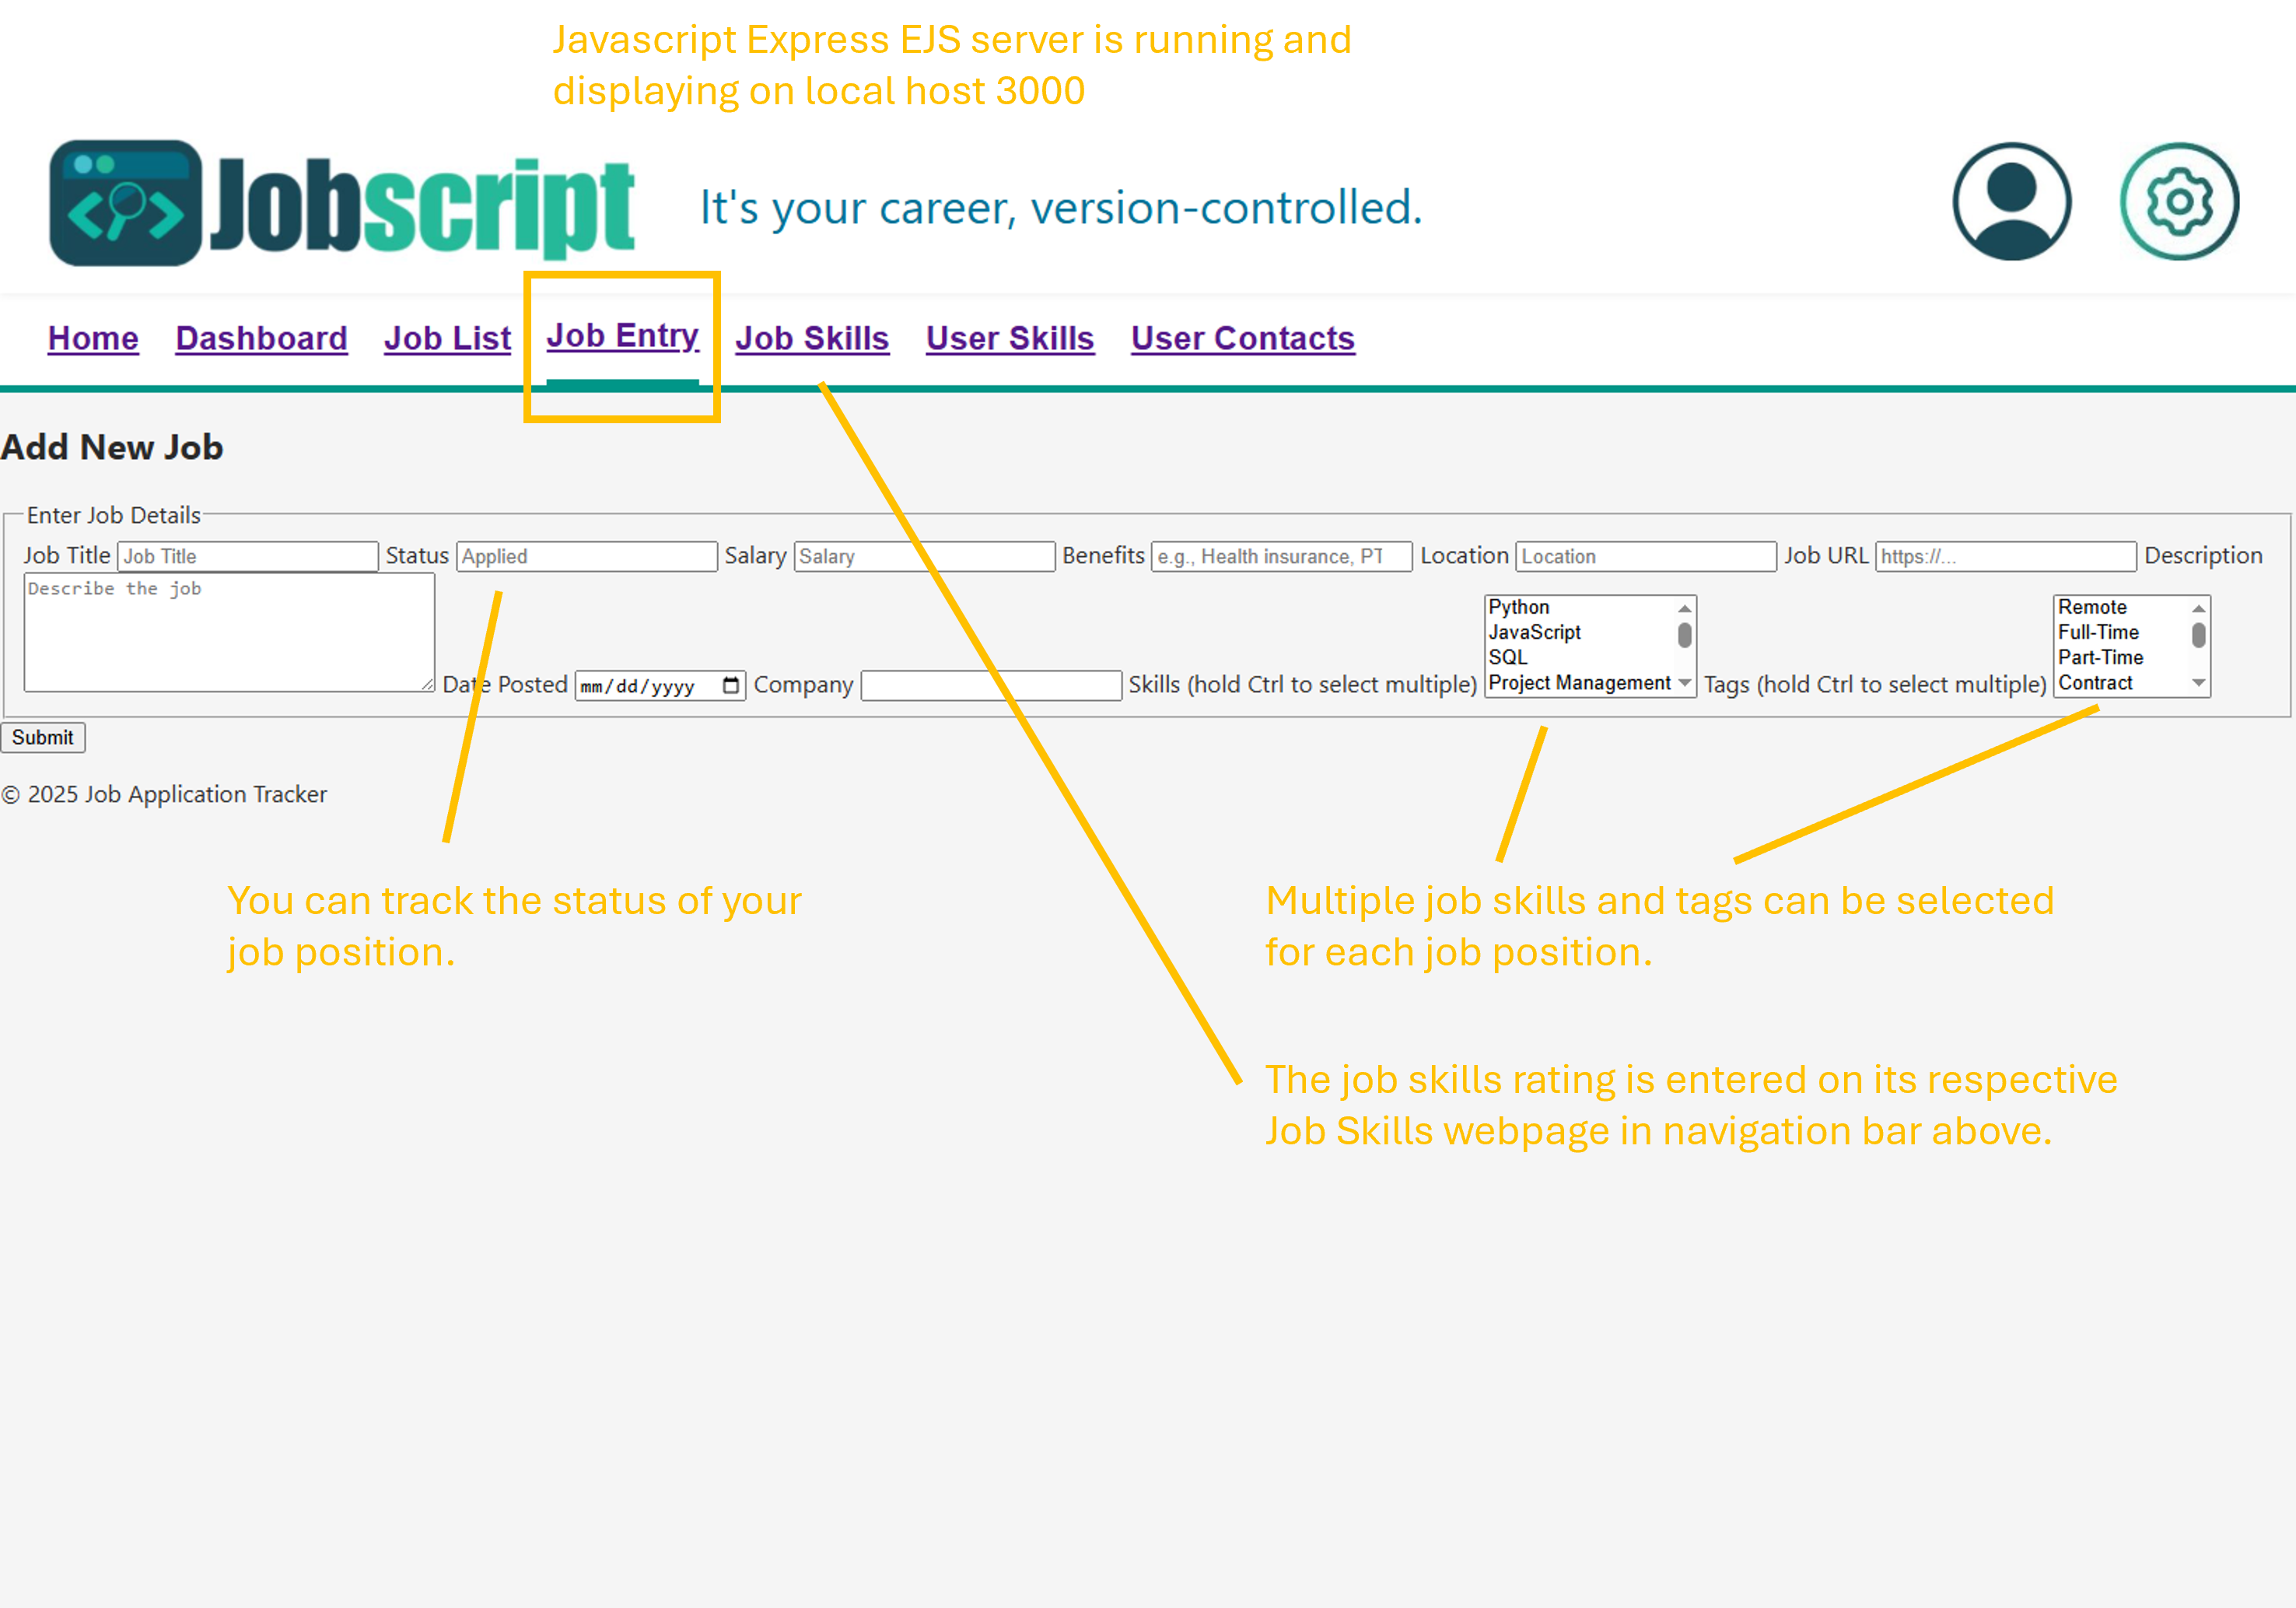 Javascript Express EJS server is running and
displaying on local host 3000
Jobscript
It's your career, version-controlled.
Home Dashboard Job List Job Entry Job Skills User Skills User Contacts
Add New Job
Enter Job Details
Job Title Job Title Status Applied Salary Salary Benefits e.g., Health insurance, PT Location Location Job URL https://... Description
Describe the job
Python
JavaScript
SQL
Project Management
Remote
Full-Time
Part-Time
Contract
Date Posted mm/dd/yyyy Company Skills (hold Ctrl to select multiple) Tags (hold Ctrl to select multiple)
Submit
© 2025 Job Application Tracker
You can track the status of your
job position.
Multiple job skills and tags can be selected
for each job position.
The job skills rating is entered on its respective
Job Skills webpage in navigation bar above.